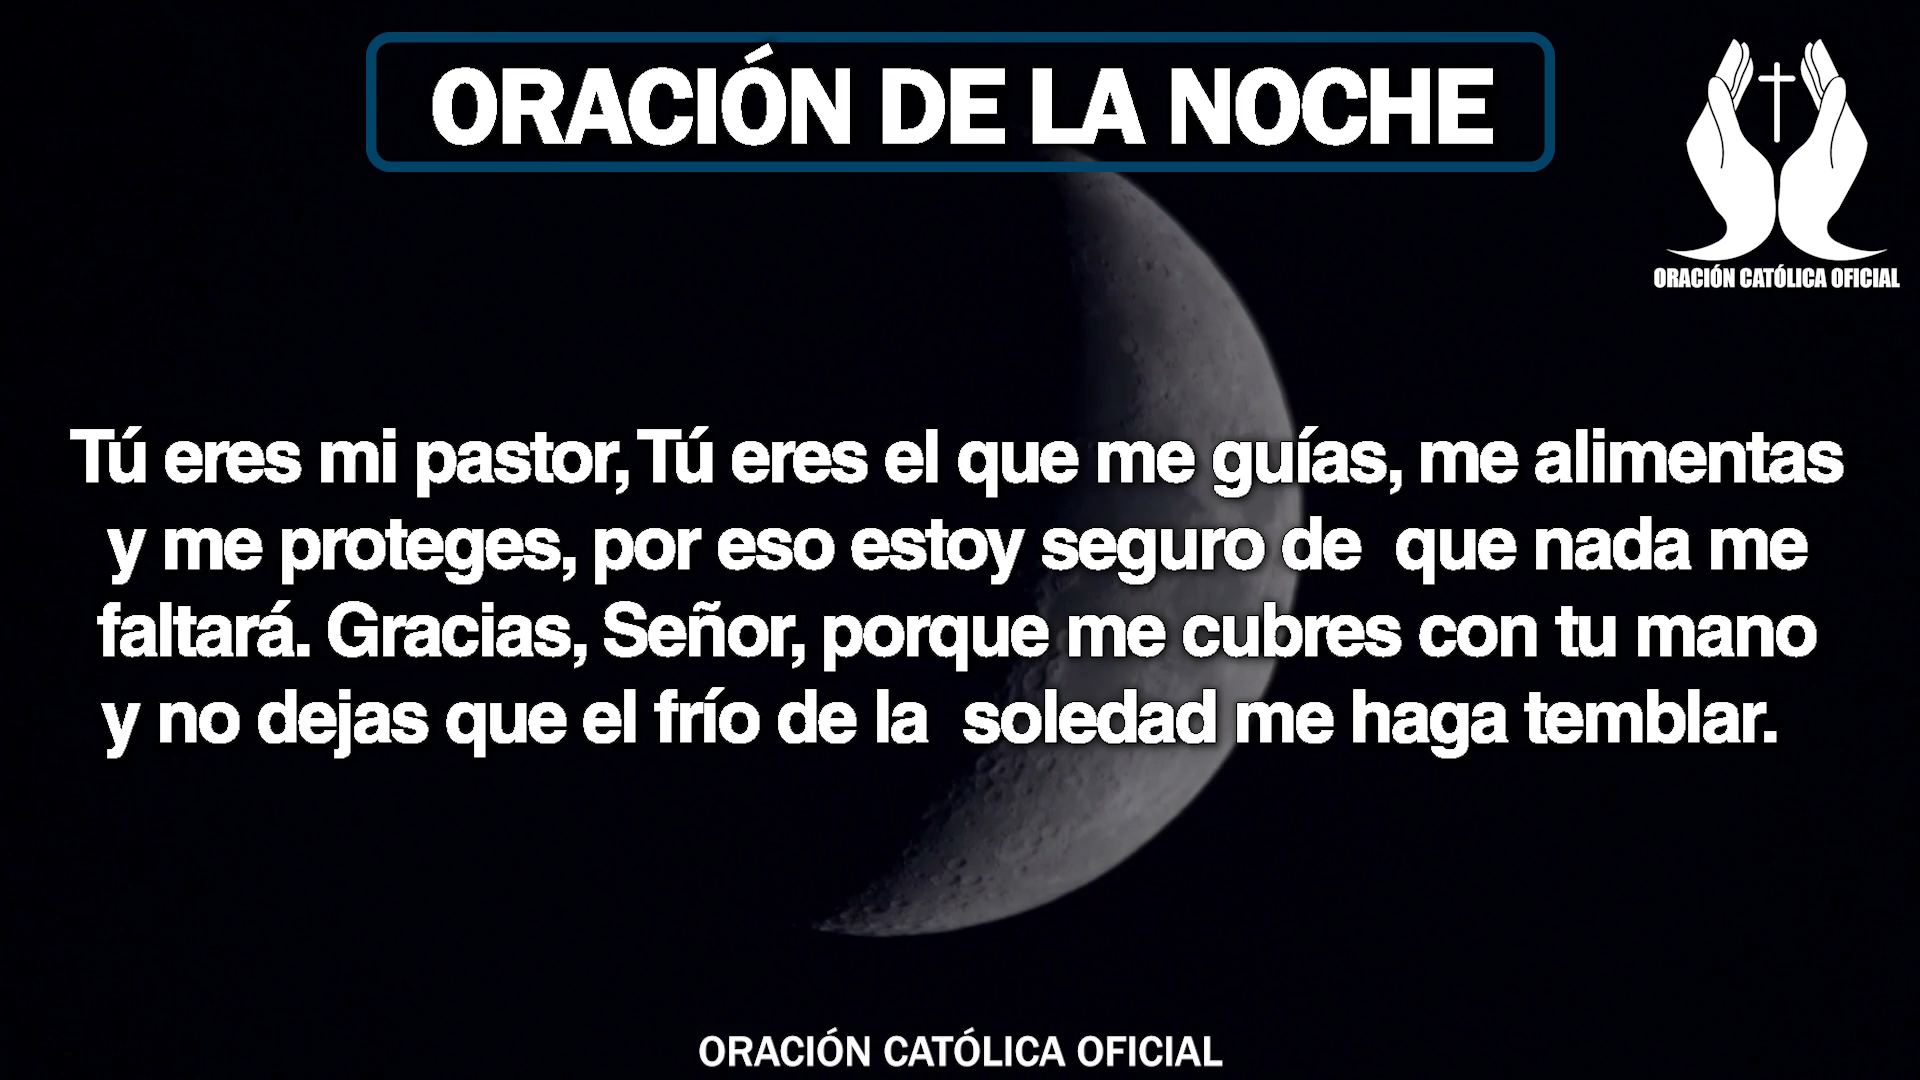 ORACIÓN DE LA NOCHE
ORACIÓN CATÓLICA OFICIAL
Tú eres mi pastor, Tú eres el que me guías, me alimentas
y me proteges, por eso estoy seguro de que nada me
faltará. Gracias, Señor, porque me cubres con tu mano
y no dejas que el frío de la soledad me haga temblar.
ORACIÓN CATÓLICA OFICIAL